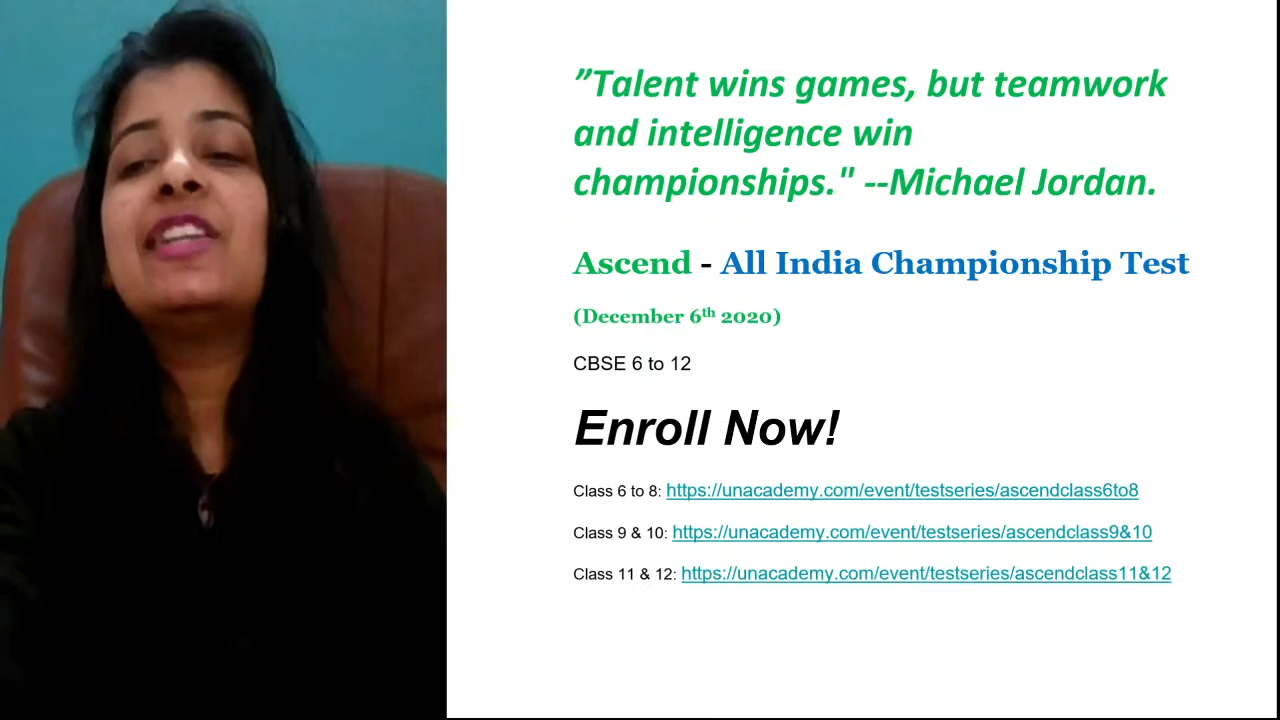 ”Talent wins games, but teamwork
and intelligence win
championships." --Michael Jordan.
Ascend - All India Championship Test
(December 6th 2020)
CBSE 6 to 12
Enroll Now!
Class 6 to 8: https://unacademy.com/event/testseries/ascendclass6to8
Class 9 & 10: https://unacademy.com/event/testseries/ascendclass9&10
Class 11 & 12: https://unacademy.com/event/testseries/ascendclass11&12